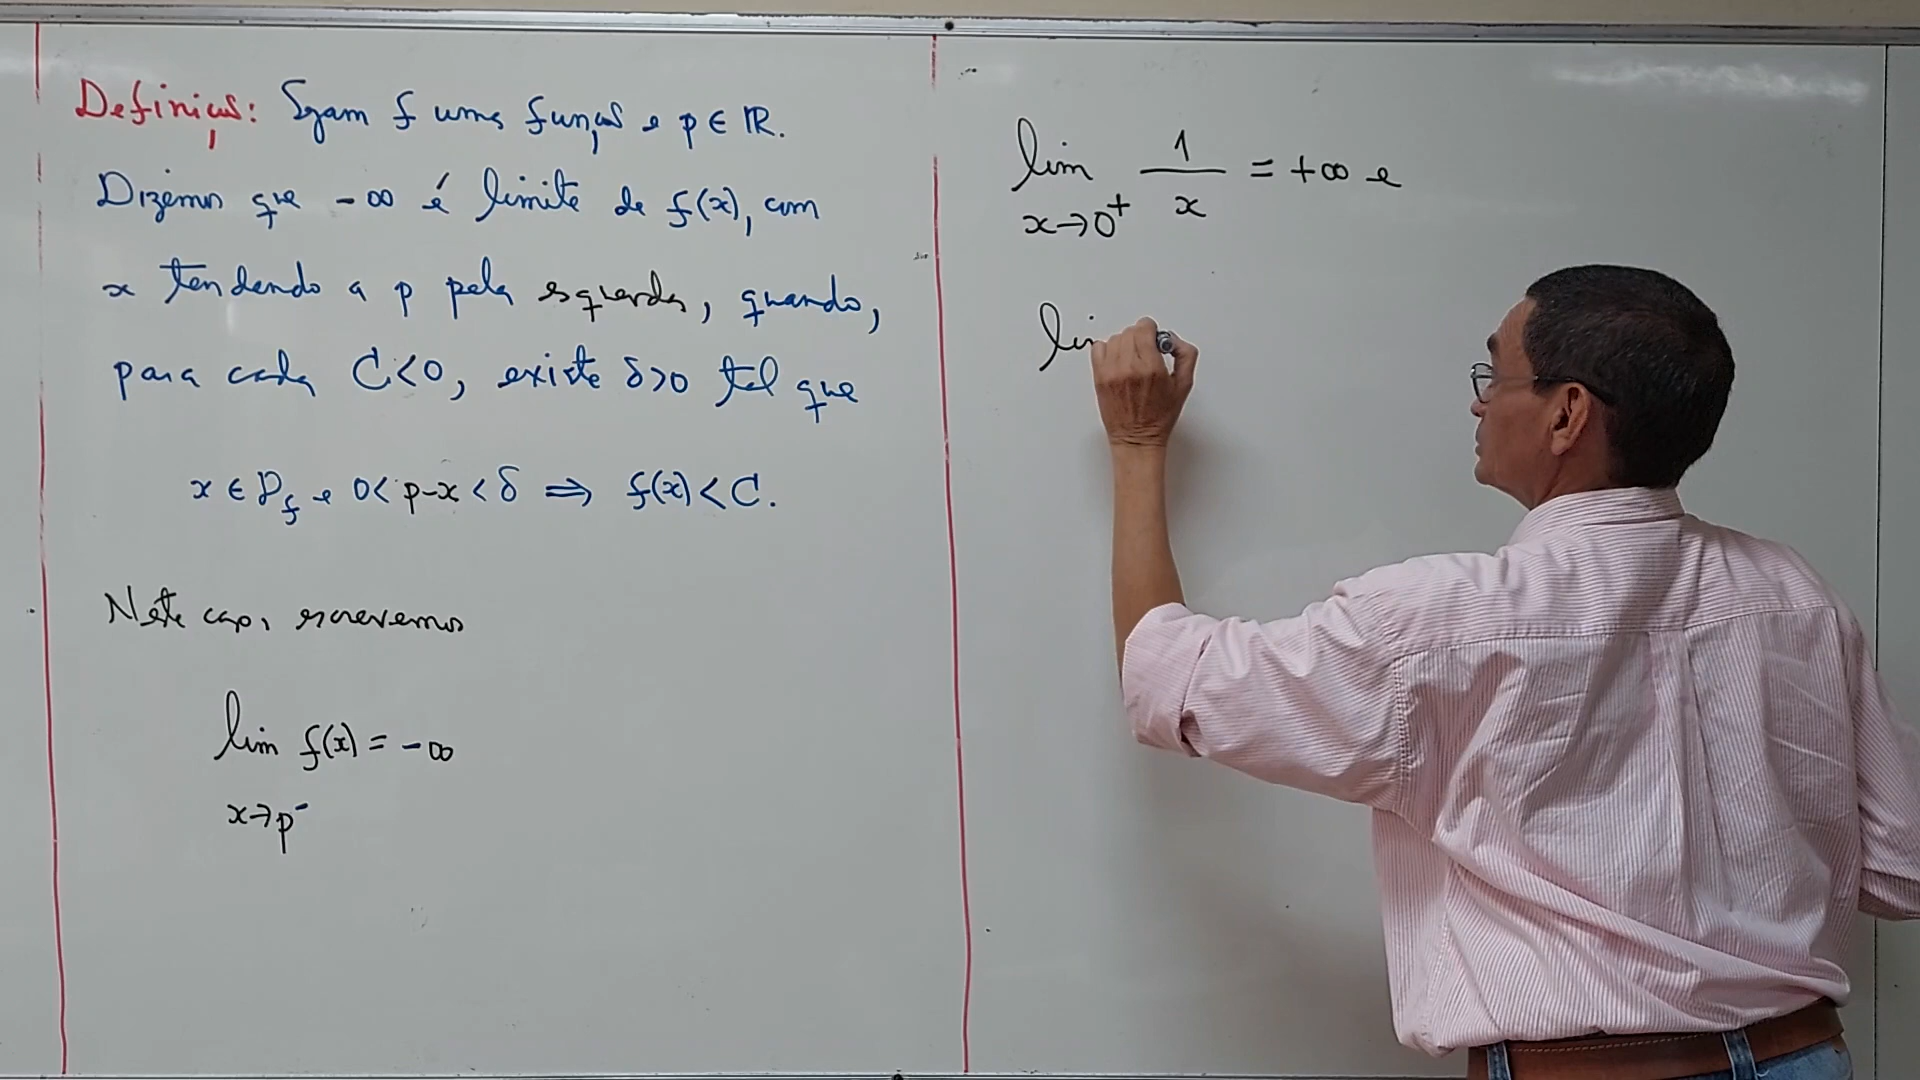 Definição: Sejam f uma função e p ∈ ℝ.
Dizemos que -∞ é limite de f(x), com
x tendendo a p pela esquerda, quando,
para cada C<0, existe δ>0 tal que
x ∈ D_f e 0< p-x < δ ⇒ f(x) < C.
Neste caso, escrevemos
lim f(x) = -∞
x→p⁻
lim 1/x = +∞ e
x→0⁺
lim